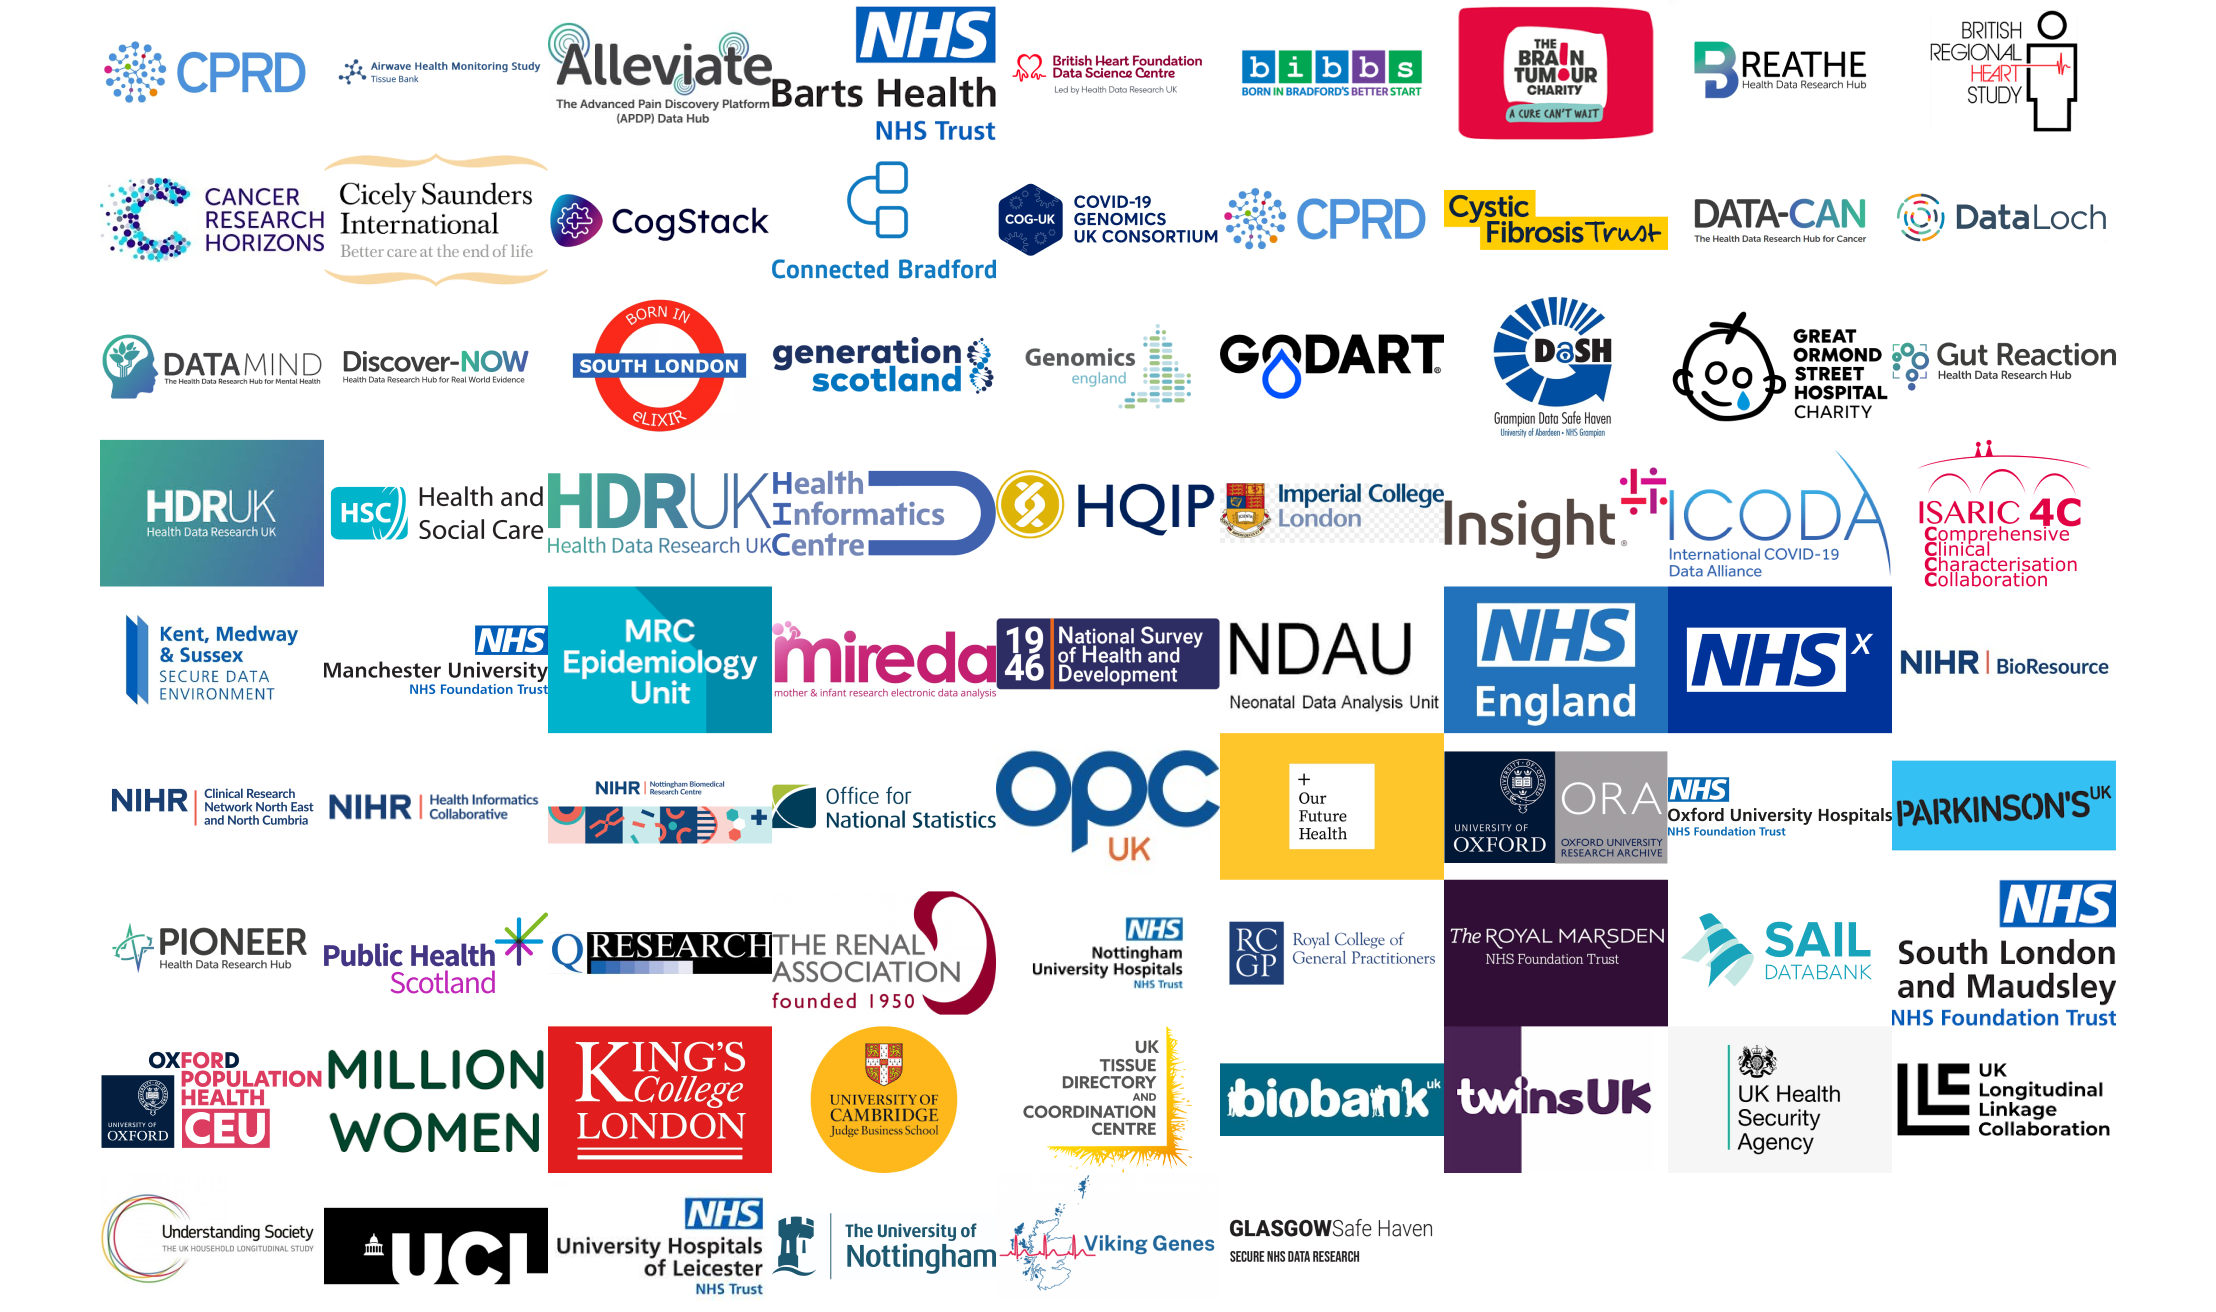 CPRD
Airwave Health Monitoring Study
Tissue Bank
Alleviate
The Advanced Pain Discovery Platform
(APDP) Data Hub
NHS
Barts Health
NHS Trust
British Heart Foundation
Data Science Centre
Led by Health Data Research UK
bibbs
BORN IN BRADFORD'S BETTER START
THE
BRAIN
TUMOUR
CHARITY
A CURE CAN'T WAIT
BREATHE
Health Data Research Hub
BRITISH
REGIONAL
HEART
STUDY
CANCER
RESEARCH
HORIZONS
Cicely Saunders
International
Better care at the end of life
CogStack
Connected Bradford
COG-UK
COVID-19
GENOMICS
UK CONSORTIUM
CPRD
Cystic
Fibrosis Trust
DATA-CAN
The Health Data Research Hub for Cancer
DataLoch
DATAMIND
The Health Data Research Hub for Mental Health
Discover-NOW
Health Data Research Hub for Real World Evidence
BORN IN
SOUTH LONDON
eLIXIR
generation
scotland
Genomics
england
GODART®
DaSH
Grampian Data Safe Haven
University of Aberdeen • NHS Grampian
GREAT
ORMOND
STREET
HOSPITAL
CHARITY
Gut Reaction
Health Data Research Hub
HDRUK
Health Data Research UK
HSC
Health and
Social Care
HDRUK
Health Data Research UK
Health
Informatics
Centre
HQIP
Imperial College
London
Insight®
ICODA
International COVID-19
Data Alliance
ISARIC 4C
Comprehensive
Clinical
Characterisation
Collaboration
Kent, Medway
& Sussex
SECURE DATA
ENVIRONMENT
NHS
Manchester University
NHS Foundation Trust
MRC
Epidemiology
Unit
mireda
mother & infant research electronic data analysis
19
46
National Survey
of Health and
Development
NDAU
Neonatal Data Analysis Unit
NHS
England
NHS X
NIHR | BioResource
NIHR
Clinical Research
Network North East
and North Cumbria
NIHR
Health Informatics
Collaborative
NIHR
Nottingham Biomedical
Research Centre
Office for
National Statistics
opc
UK
+
Our
Future
Health
UNIVERSITY OF
OXFORD
ORA
OXFORD UNIVERSITY
RESEARCH ARCHIVE
NHS
Oxford University Hospitals
NHS Foundation Trust
PARKINSON'S UK
PIONEER
Health Data Research Hub
Public Health
Scotland
QRESEARCH
THE RENAL
ASSOCIATION
founded 1950
NHS
Nottingham
University Hospitals
NHS Trust
RC
GP
Royal College of
General Practitioners
The ROYAL MARSDEN
NHS Foundation Trust
SAIL
DATABANK
NHS
South London
and Maudsley
NHS Foundation Trust
OXFORD
POPULATION
HEALTH
CEU
UNIVERSITY OF
OXFORD
MILLION
WOMEN
KING'S
College
LONDON
UNIVERSITY OF
CAMBRIDGE
Judge Business School
UK
TISSUE
DIRECTORY
AND
COORDINATION
CENTRE
biobank uk
twinsUK
UK Health
Security
Agency
UK
Longitudinal
Linkage
Collaboration
Understanding Society
THE UK HOUSEHOLD LONGITUDINAL STUDY
UCL
NHS
University Hospitals
of Leicester
NHS Trust
The University of
Nottingham
Viking Genes
GLASGOW Safe Haven
SECURE NHS DATA RESEARCH